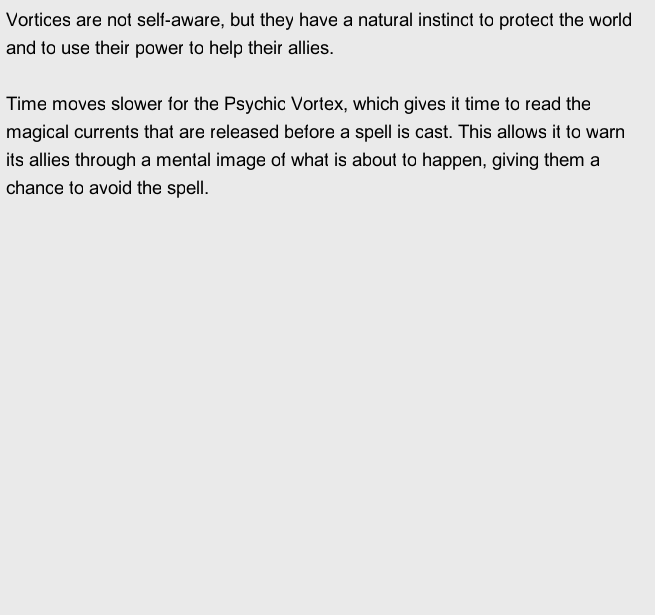 Vortices are not self-aware, but they have a natural instinct to protect the world
and to use their power to help their allies.
Time moves slower for the Psychic Vortex, which gives it time to read the
magical currents that are released before a spell is cast. This allows it to warn
its allies through a mental image of what is about to happen, giving them a
chance to avoid the spell.